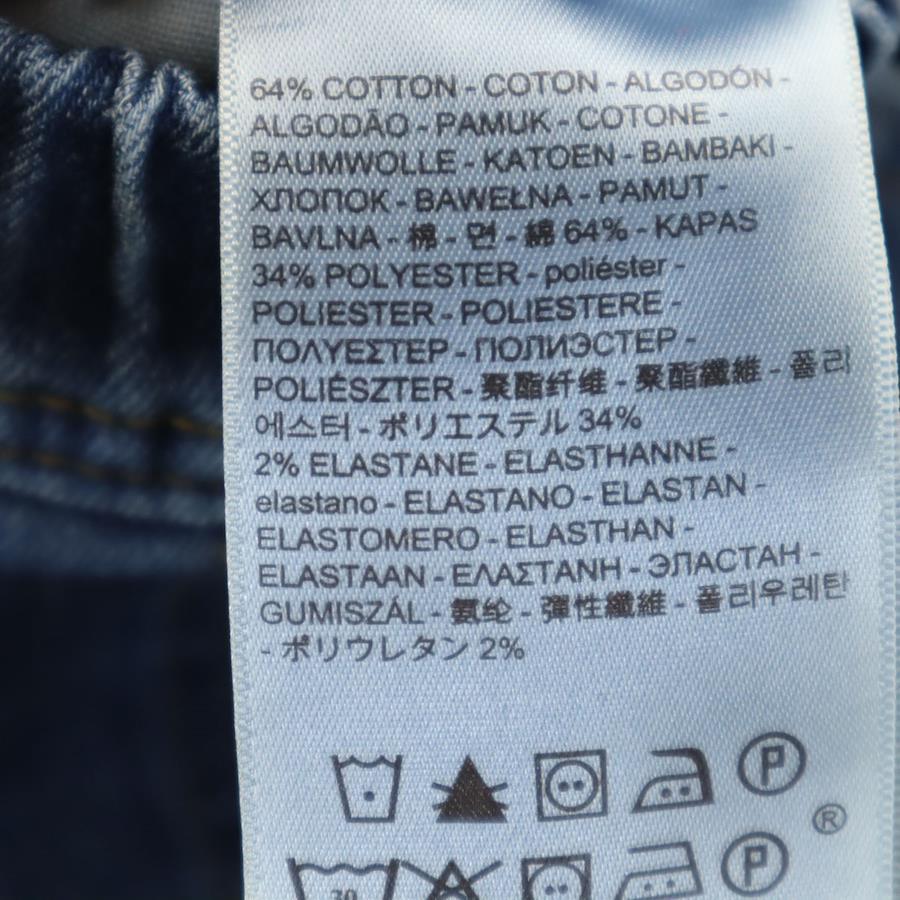 64% COTTON - COTON - ALGODÓN -
ALGODÃO - PAMUK - COTONE -
BAUMWOLLE - KATOEN - BAMBAKI -
ХЛОПОК - BAWEŁNA - PAMUT -
BAVLNA - 棉 - 면 - 綿 64% - KAPAS
34% POLYESTER - poliéster -
POLIESTER - POLIESTERE -
ΠΟΛΥΕΣΤΕΡ - ПОЛИЭСТЕР -
POLIÉSZTER - 聚酯纤维 - 聚酯纖維 - 폴리
에스터 - ポリエステル 34%
2% ELASTANE - ELASTHANNE -
elastano - ELASTANO - ELASTAN -
ELASTOMERO - ELASTHAN -
ELASTAAN - ΕΛΑΣΤΑΝΗ - ЭЛАСТАН -
GUMISZÁL - 氨纶 - 彈性纖維 - 폴리우레탄
- ポリウレタン 2%
P
®
30 P